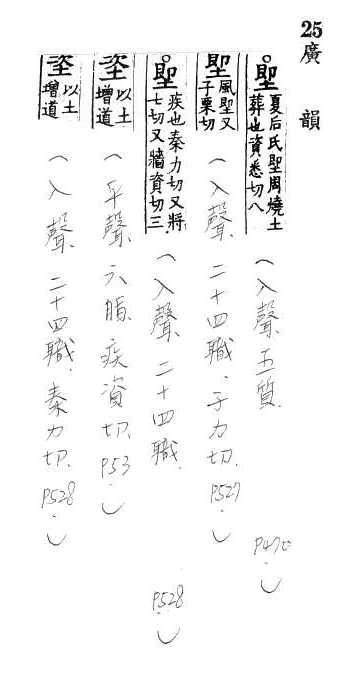 25廣韻
堲夏后氏堲周燒土葬也資悉切八(入聲.五質.P470.)
堲風堲又子栗切(入聲.二十四職.子力切.P527.)
堲疾也秦力切又將七切又牆資切三(入聲.二十四職.P528.)
垐以土增道(平聲.六脂.疾資切.P53.)
垐以土增道(入聲.二十四職.秦力切.P528.)